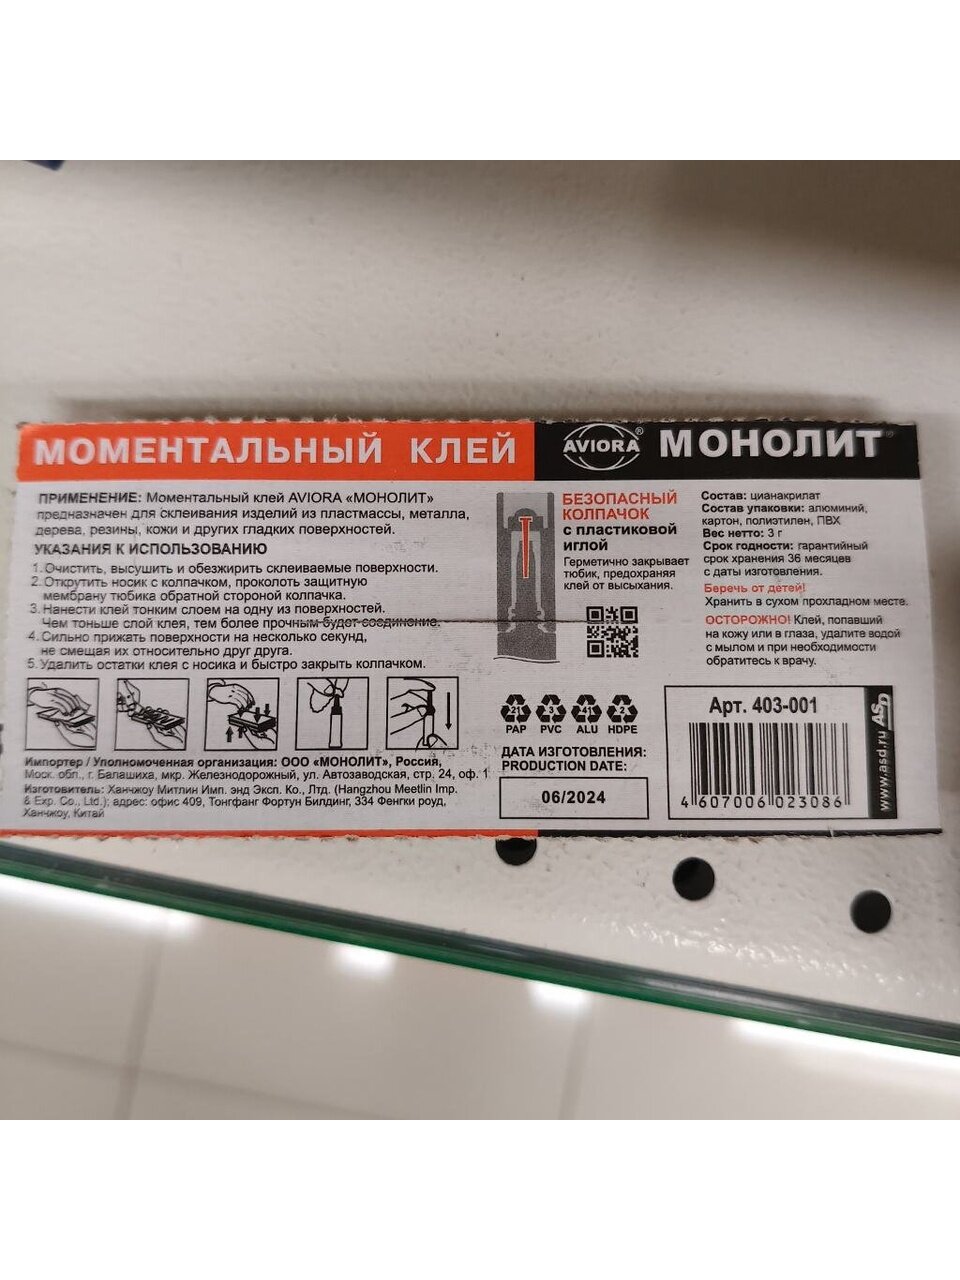 МОМЕНТАЛЬНЫЙ КЛЕЙ
AVIORA®
МОНОЛИТ®
ПРИМЕНЕНИЕ: Моментальный клей AVIORA «МОНОЛИТ»
предназначен для склеивания изделий из пластмассы, металла,
дерева, резины, кожи и других гладких поверхностей.
УКАЗАНИЯ К ИСПОЛЬЗОВАНИЮ
1. Очистить, высушить и обезжирить склеиваемые поверхности.
2. Открутить носик с колпачком, проколоть защитную
мембрану тюбика обратной стороной колпачка.
3. Нанести клей тонким слоем на одну из поверхностей.
Чем тоньше слой клея, тем более прочным будет соединение.
4. Сильно прижать поверхности на несколько секунд,
не смещая их относительно друг друга.
5. Удалить остатки клея с носика и быстро закрыть колпачком.
Импортер / Уполномоченная организация: ООО «МОНОЛИТ», Россия,
Моск. обл., г. Балашиха, мкр. Железнодорожный, ул. Автозаводская, стр. 24, оф. 1
Изготовитель: Ханчжоу Митлин Имп. энд Эксп. Ко., Лтд. (Hangzhou Meetlin Imp.
& Exp. Co., Ltd.); адрес: офис 409, Тонгфанг Фортун Билдинг, 334 Фенгки роуд,
Ханчжоу, Китай
БЕЗОПАСНЫЙ
КОЛПАЧОК
с пластиковой
иглой
Герметично закрывает
тюбик, предохраняя
клей от высыхания.
21 3 41 2
PAP PVC ALU HDPE
ДАТА ИЗГОТОВЛЕНИЯ:
PRODUCTION DATE:
06/2024
Состав: цианакрилат
Состав упаковки: алюминий,
картон, полиэтилен, ПВХ
Вес нетто: 3 г
Срок годности: гарантийный
срок хранения 36 месяцев
с даты изготовления.
Беречь от детей!
Хранить в сухом прохладном месте.
ОСТОРОЖНО! Клей, попавший
на кожу или в глаза, удалите водой
с мылом и при необходимости
обратитесь к врачу.
Арт. 403-001
4 607006 023086
www.asd.ru ASD